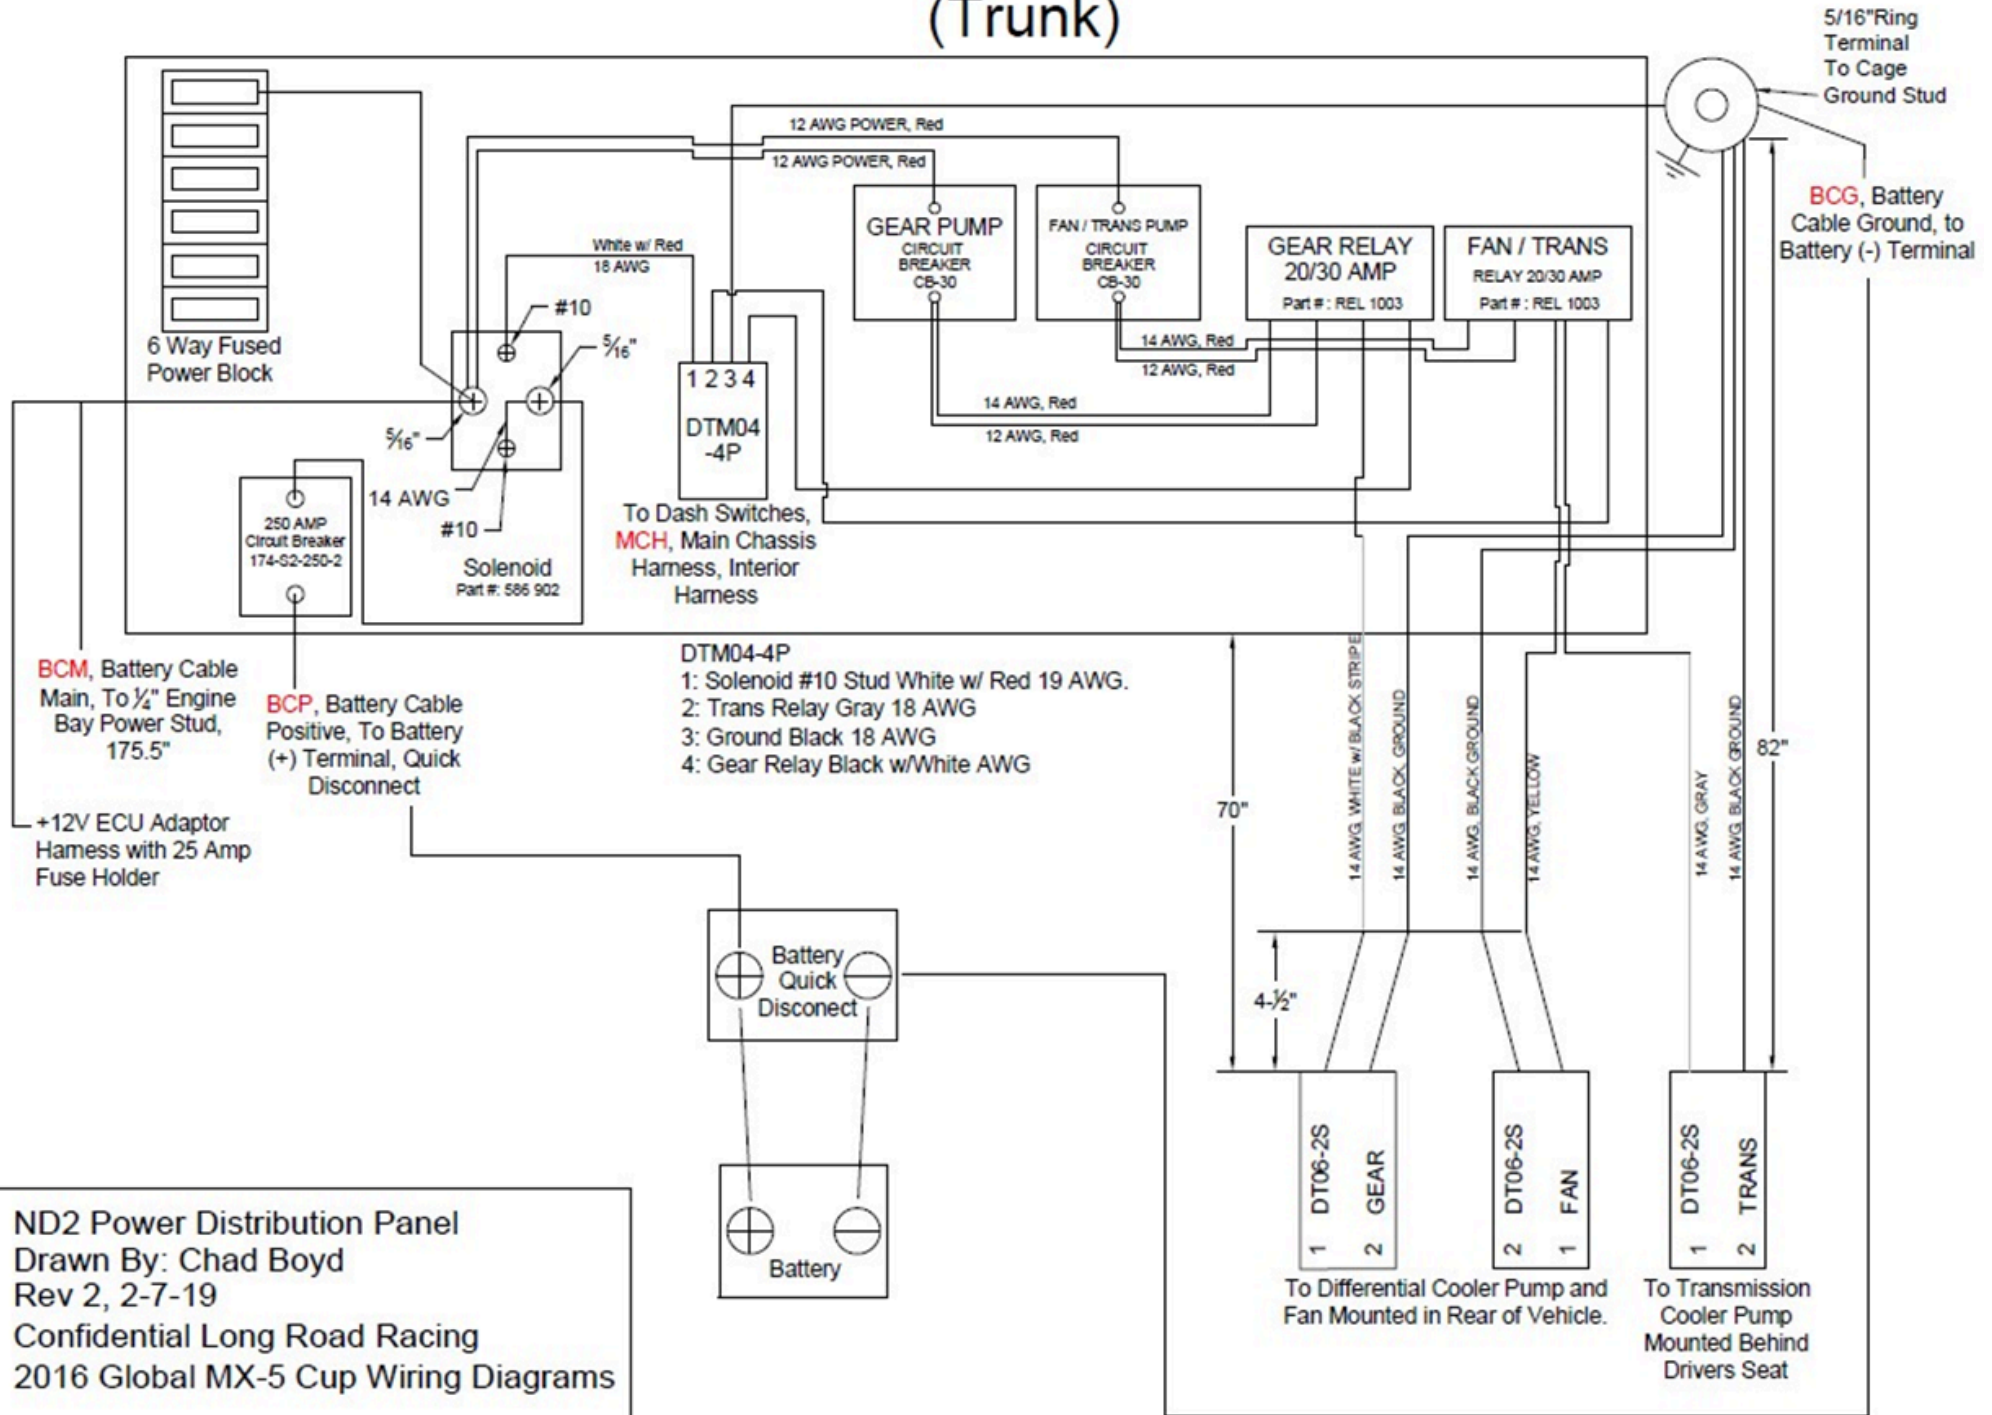 (Trunk)
5/16"Ring
Terminal
To Cage
Ground Stud
BCG, Battery
Cable Ground, to
Battery (-) Terminal
6 Way Fused
Power Block
12 AWG POWER, Red
12 AWG POWER, Red
White w/ Red
18 AWG
#10
5/16"
5/16"
14 AWG
#10
Solenoid
Part #: 586 902
250 AMP
Circuit Breaker
174-S2-250-2
1 2 3 4
DTM04
-4P
To Dash Switches,
MCH, Main Chassis
Harness, Interior
Harness
GEAR PUMP
CIRCUIT
BREAKER
CB-30
FAN / TRANS PUMP
CIRCUIT
BREAKER
CB-30
GEAR RELAY
20/30 AMP
Part # : REL 1003
FAN / TRANS
RELAY 20/30 AMP
Part # : REL 1003
14 AWG, Red
12 AWG, Red
14 AWG, Red
12 AWG, Red
BCM, Battery Cable
Main, To ¼" Engine
Bay Power Stud,
175.5"
BCP, Battery Cable
Positive, To Battery
(+) Terminal, Quick
Disconnect
+12V ECU Adaptor
Harness with 25 Amp
Fuse Holder
DTM04-4P
1: Solenoid #10 Stud White w/ Red 19 AWG.
2: Trans Relay Gray 18 AWG
3: Ground Black 18 AWG
4: Gear Relay Black w/White AWG
14 AWG, WHITE w/ BLACK STRIPE
14 AWG, BLACK, GROUND
14 AWG, BLACK GROUND
14 AWG, YELLOW
14 AWG, GRAY
14 AWG, BLACK GROUND
82"
70"
4-½"
Battery
Quick
Disconect
Battery
1 DT06-2S
2 GEAR
2 DT06-2S
1 FAN
1 DT06-2S
2 TRANS
To Differential Cooler Pump and
Fan Mounted in Rear of Vehicle.
To Transmission
Cooler Pump
Mounted Behind
Drivers Seat
ND2 Power Distribution Panel
Drawn By: Chad Boyd
Rev 2, 2-7-19
Confidential Long Road Racing
2016 Global MX-5 Cup Wiring Diagrams